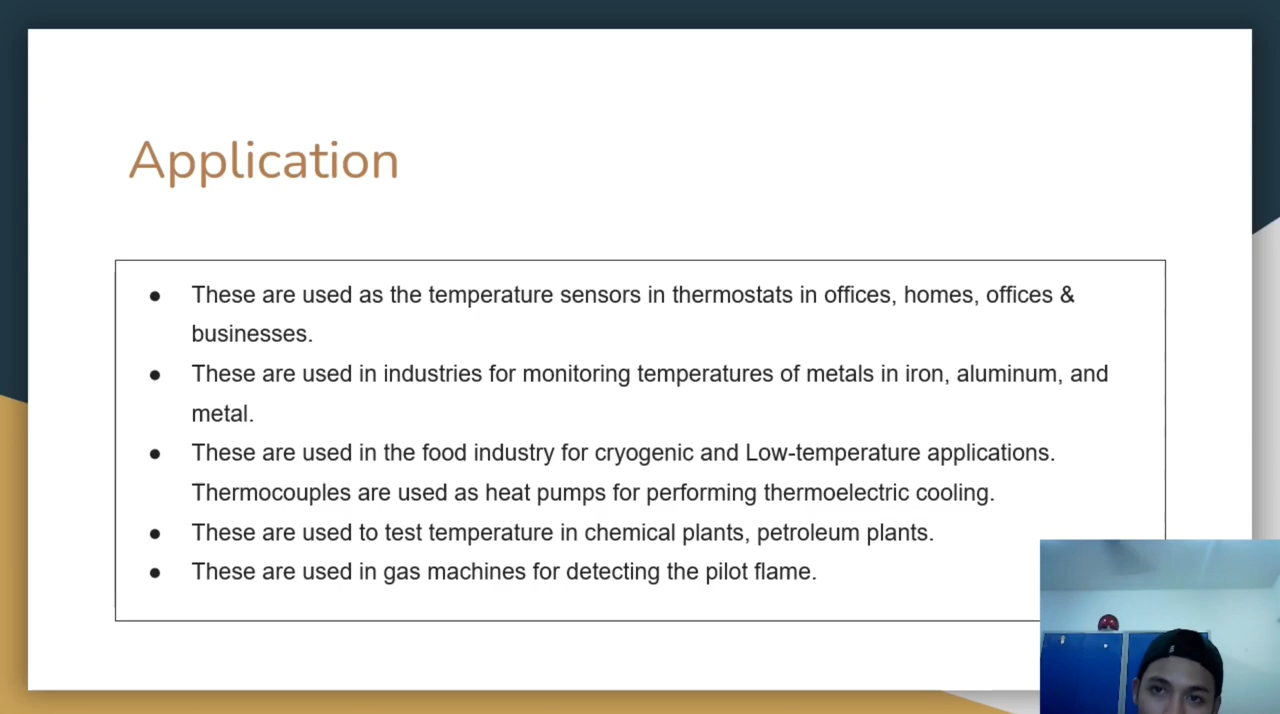 Application
● These are used as the temperature sensors in thermostats in offices, homes, offices &
businesses.
● These are used in industries for monitoring temperatures of metals in iron, aluminum, and
metal.
● These are used in the food industry for cryogenic and Low-temperature applications.
Thermocouples are used as heat pumps for performing thermoelectric cooling.
● These are used to test temperature in chemical plants, petroleum plants.
● These are used in gas machines for detecting the pilot flame.